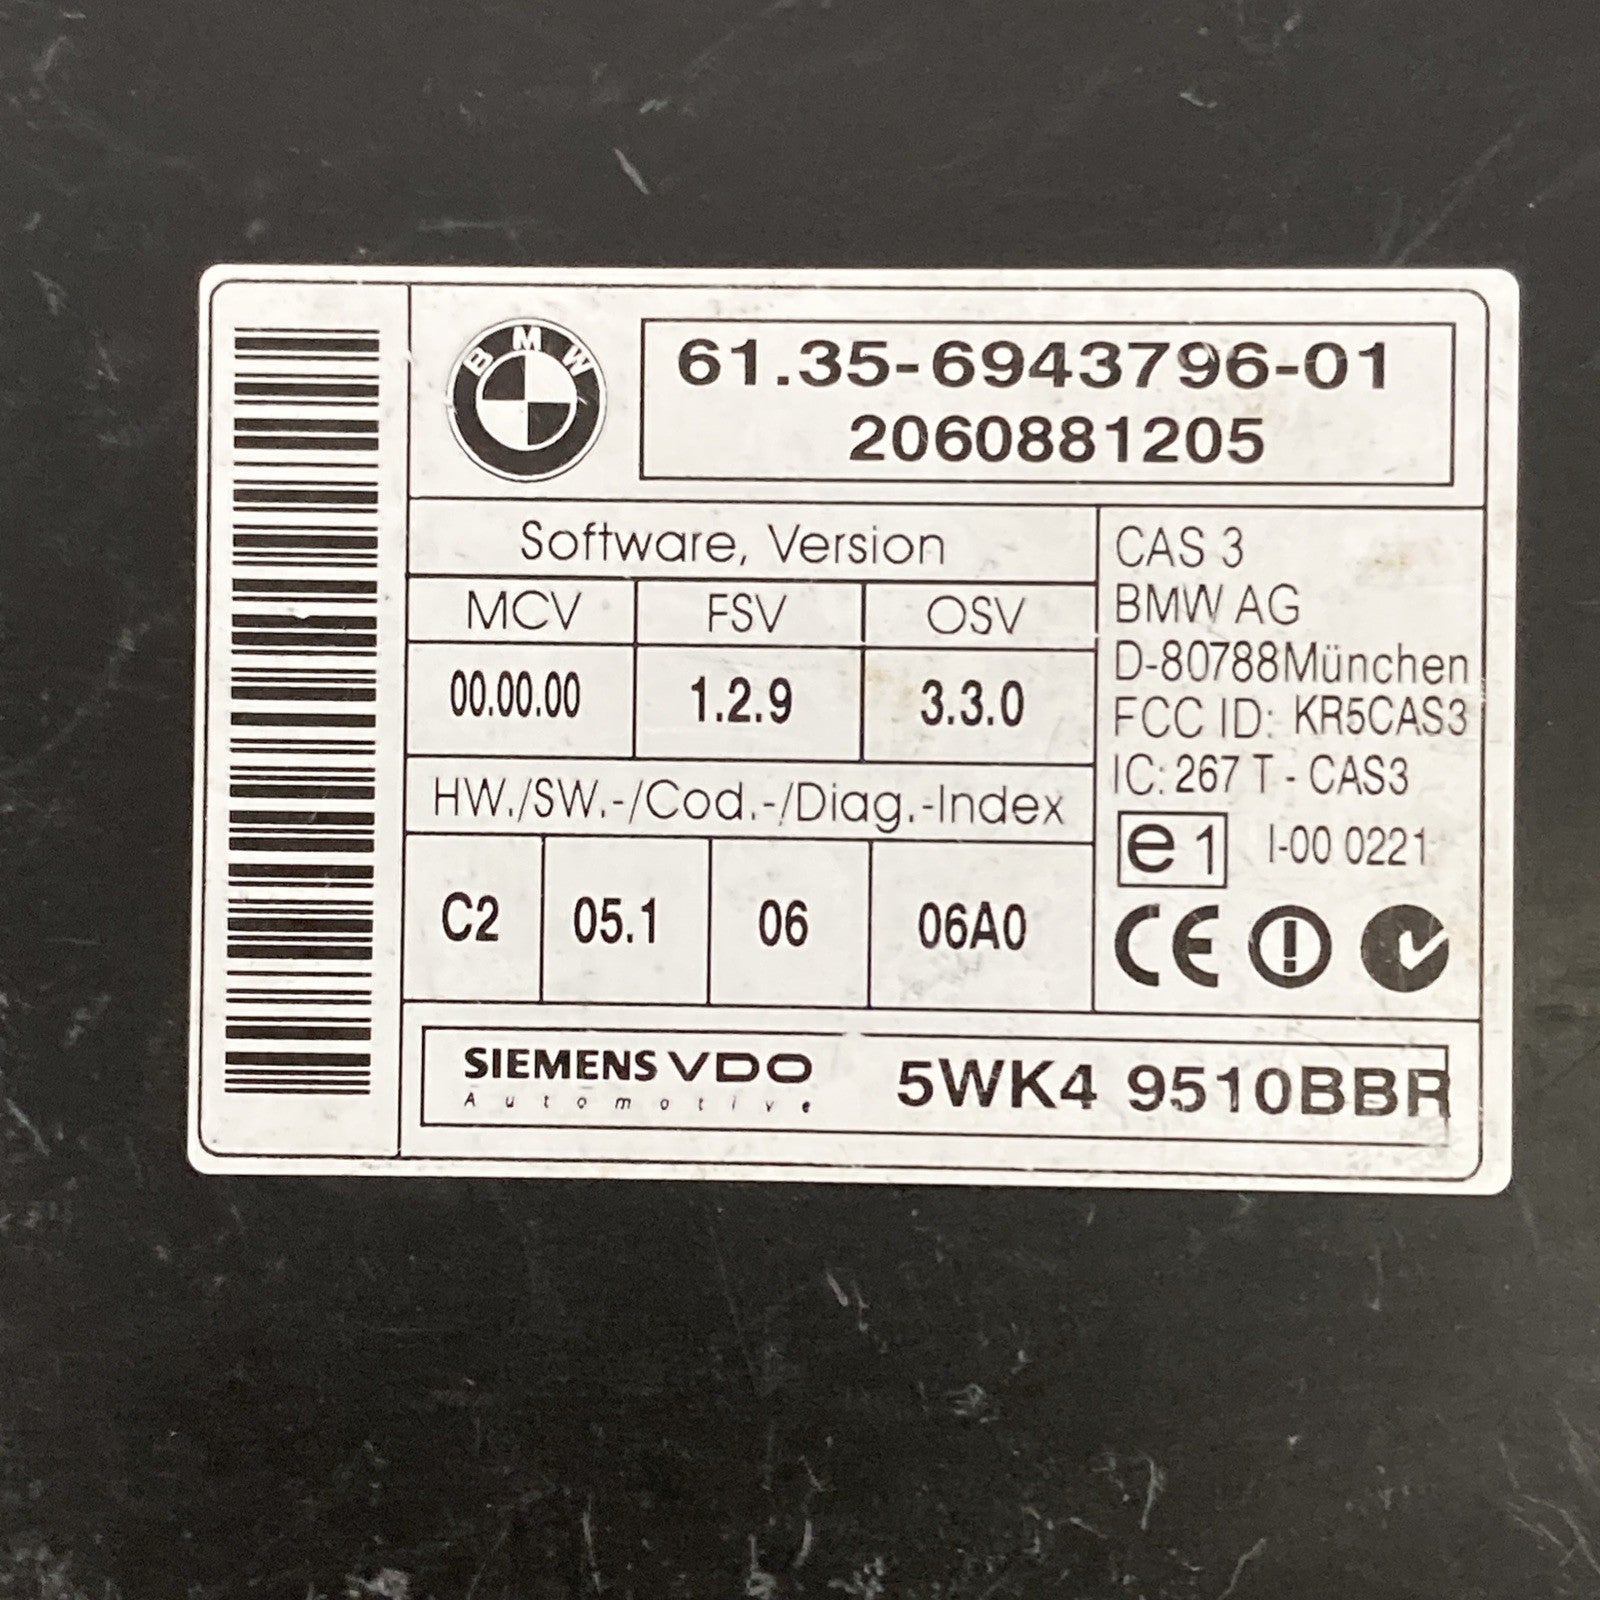 BMW
61.35-6943796-01
2060881205
Software, Version
MCV FSV OSV
00.00.00 1.2.9 3.3.0
HW./SW.-/Cod.-/Diag.-Index
C2 05.1 06 06A0
CAS 3
BMW AG
D-80788München
FCC ID: KR5CAS3
IC: 267 T - CAS3
e1 I-00 0221
CE
SIEMENS VDO
Automotive
5WK4 9510BBR